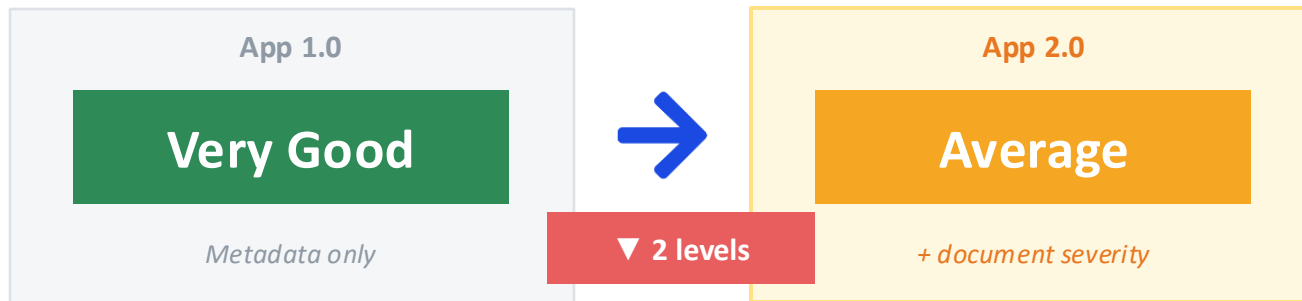 App 1.0
Very Good
Metadata only
▼ 2 levels
App 2.0
Average
+ document severity